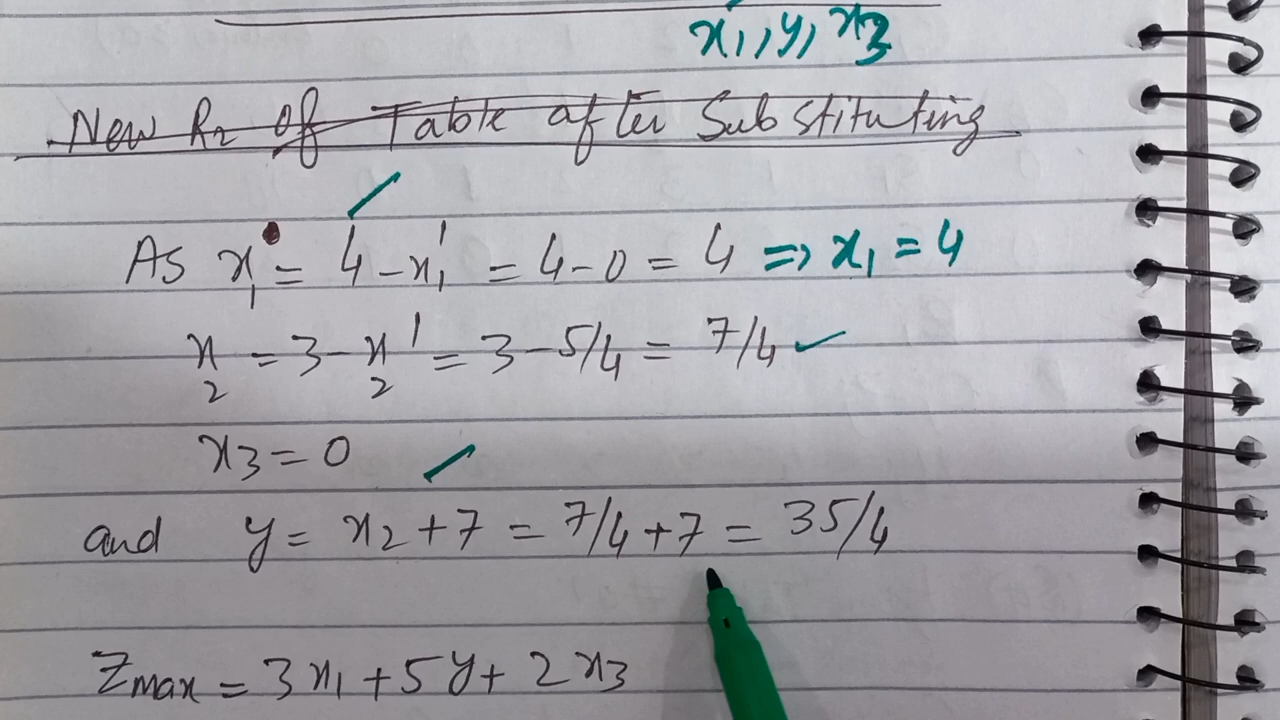 x₁, y, x₃
New R₂ of Table after Substituting
As x₁ = 4 - x₁' = 4 - 0 = 4 => x₁ = 4
x₂ = 3 - x₂' = 3 - 5/4 = 7/4 ✓
x₃ = 0
and y = x₂ + 7 = 7/4 + 7 = 35/4
Zmax = 3x₁ + 5y + 2x₃